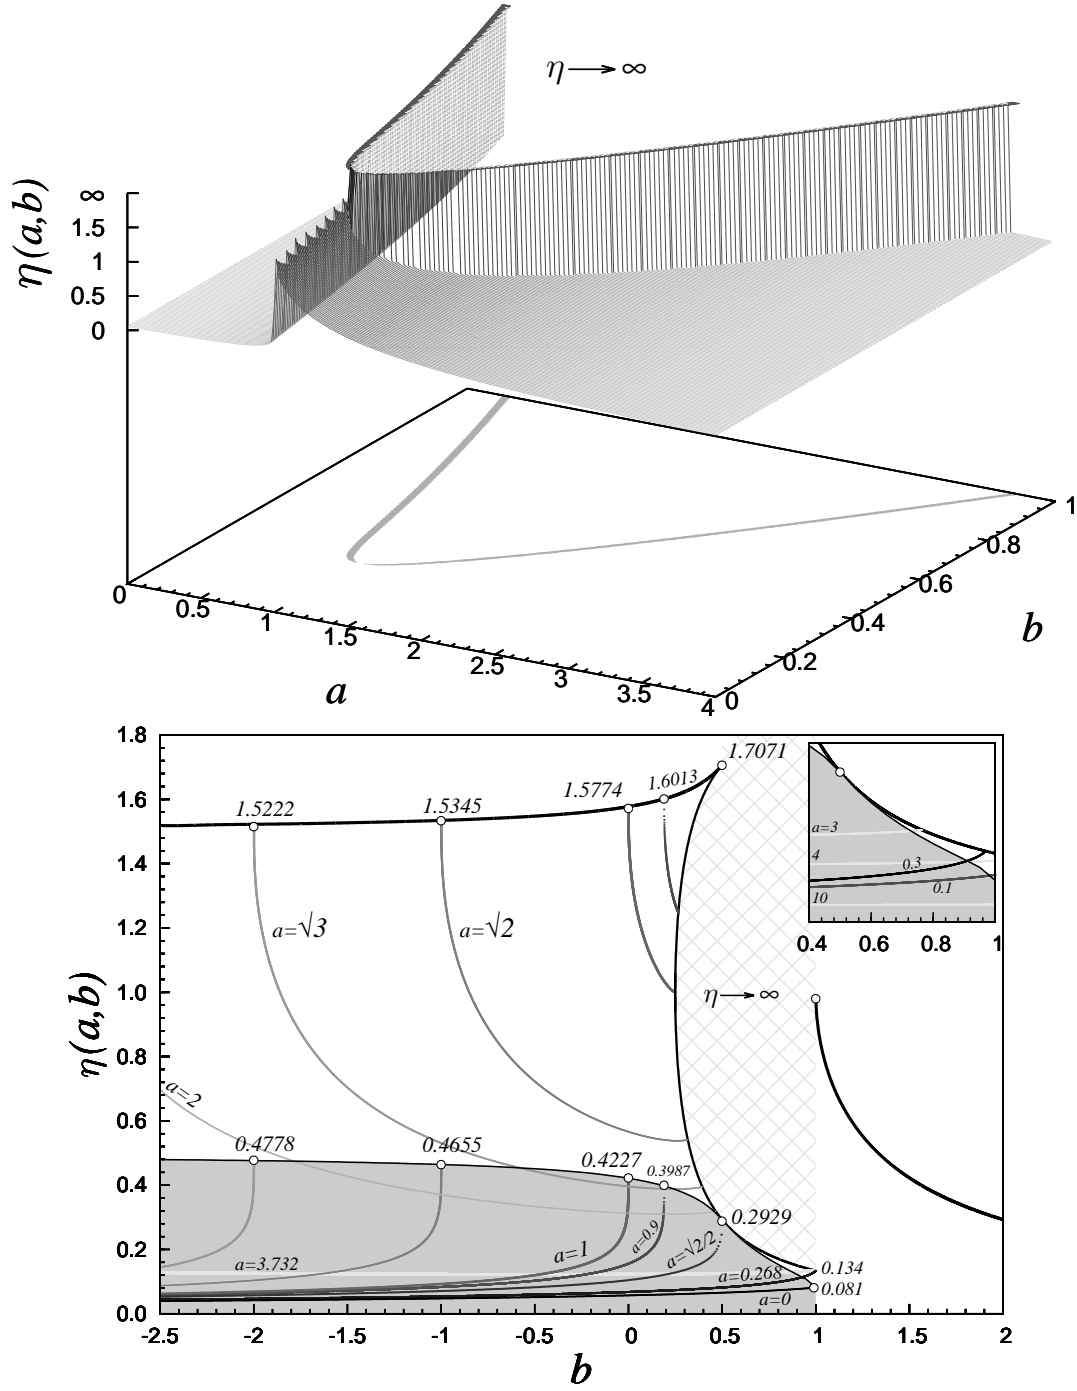 η → ∞
η(a,b)
∞
1.5
1
0.5
0
0
0.5
1
1.5
2
2.5
3
3.5
4
a
0
0.2
0.4
0.6
0.8
1
b
1.8
1.6
1.4
1.2
1.0
0.8
0.6
0.4
0.2
0.0
η(a,b)
1.5222
1.5345
1.5774
1.6013
1.7071
a=√3
a=√2
η → ∞
a=2
0.4778
0.4655
0.4227
0.3987
0.2929
a=3.732
a=1
a=0.9
a=√2/2
a=0.268
a=0
0.134
0.081
a=3
4
10
0.3
0.1
0.4 0.6 0.8 1
-2.5 -2 -1.5 -1 -0.5 0 0.5 1 1.5 2
b